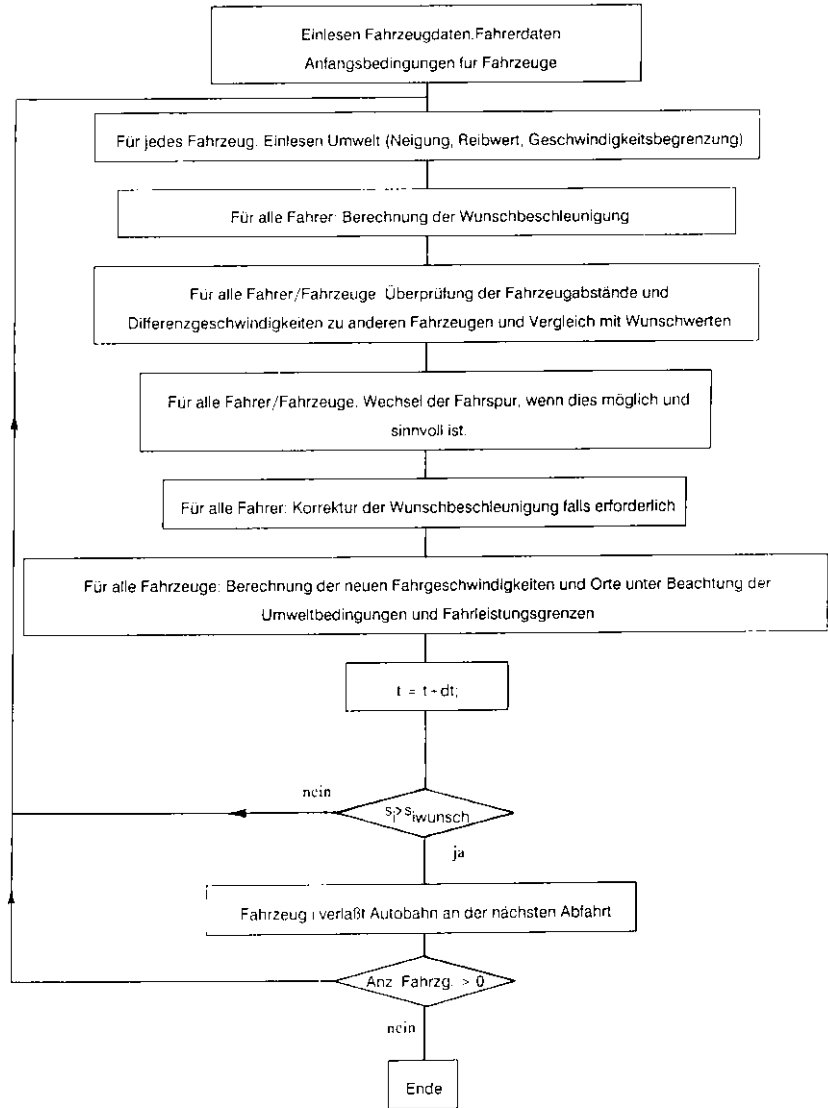 Einlesen Fahrzeugdaten.Fahrerdaten
Anfangsbedingungen fur Fahrzeuge
Für jedes Fahrzeug. Einlesen Umwelt (Neigung, Reibwert, Geschwindigkeitsbegrenzung)
Für alle Fahrer: Berechnung der Wunschbeschleunigung
Für alle Fahrer/Fahrzeuge Überprüfung der Fahrzeugabstände und
Differenzgeschwindigkeiten zu anderen Fahrzeugen und Vergleich mit Wunschwerten
Für alle Fahrer/Fahrzeuge. Wechsel der Fahrspur, wenn dies möglich und
sinnvoll ist.
Für alle Fahrer: Korrektur der Wunschbeschleunigung falls erforderlich
Für alle Fahrzeuge: Berechnung der neuen Fahrgeschwindigkeiten und Orte unter Beachtung der
Umweltbedingungen und Fahrleistungsgrenzen
t = t+dt;
nein
si>siwunsch
ja
Fahrzeug i verlaßt Autobahn an der nächsten Abfahrt
Anz Fahrzg. > 0
nein
Ende